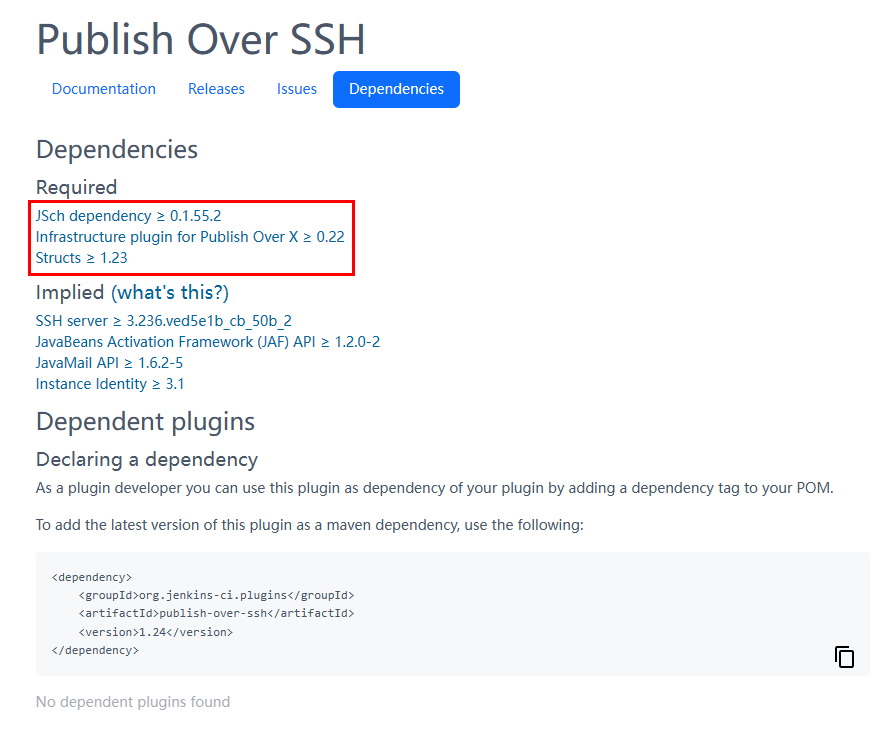 Publish Over SSH
Documentation Releases Issues Dependencies
Dependencies
Required
JSch dependency ≥ 0.1.55.2
Infrastructure plugin for Publish Over X ≥ 0.22
Structs ≥ 1.23
Implied (what's this?)
SSH server ≥ 3.236.ved5e1b_cb_50b_2
JavaBeans Activation Framework (JAF) API ≥ 1.2.0-2
JavaMail API ≥ 1.6.2-5
Instance Identity ≥ 3.1
Dependent plugins
Declaring a dependency
As a plugin developer you can use this plugin as dependency of your plugin by adding a dependency tag to your POM.
To add the latest version of this plugin as a maven dependency, use the following:
<dependency>
    <groupId>org.jenkins-ci.plugins</groupId>
    <artifactId>publish-over-ssh</artifactId>
    <version>1.24</version>
</dependency>
No dependent plugins found